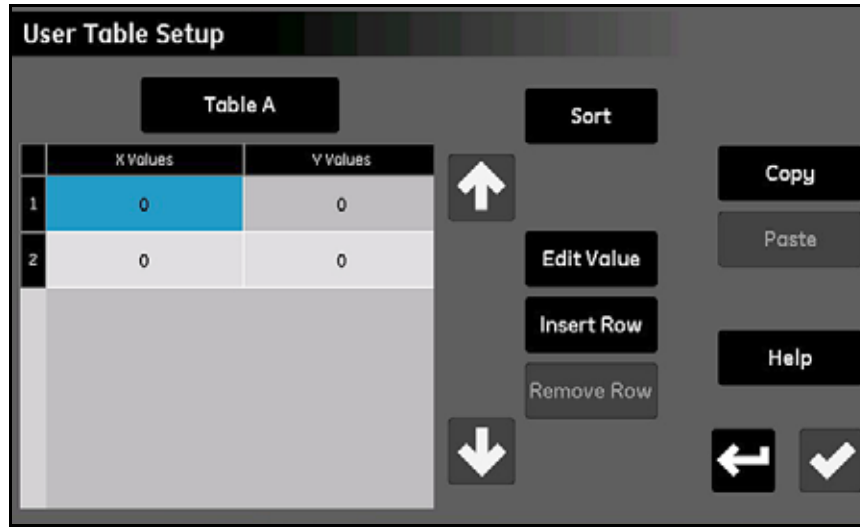 User Table Setup
Table A
Sort
X Values Y Values
Copy
1 0 0
Paste
2 0 0
Edit Value
Insert Row
Help
Remove Row